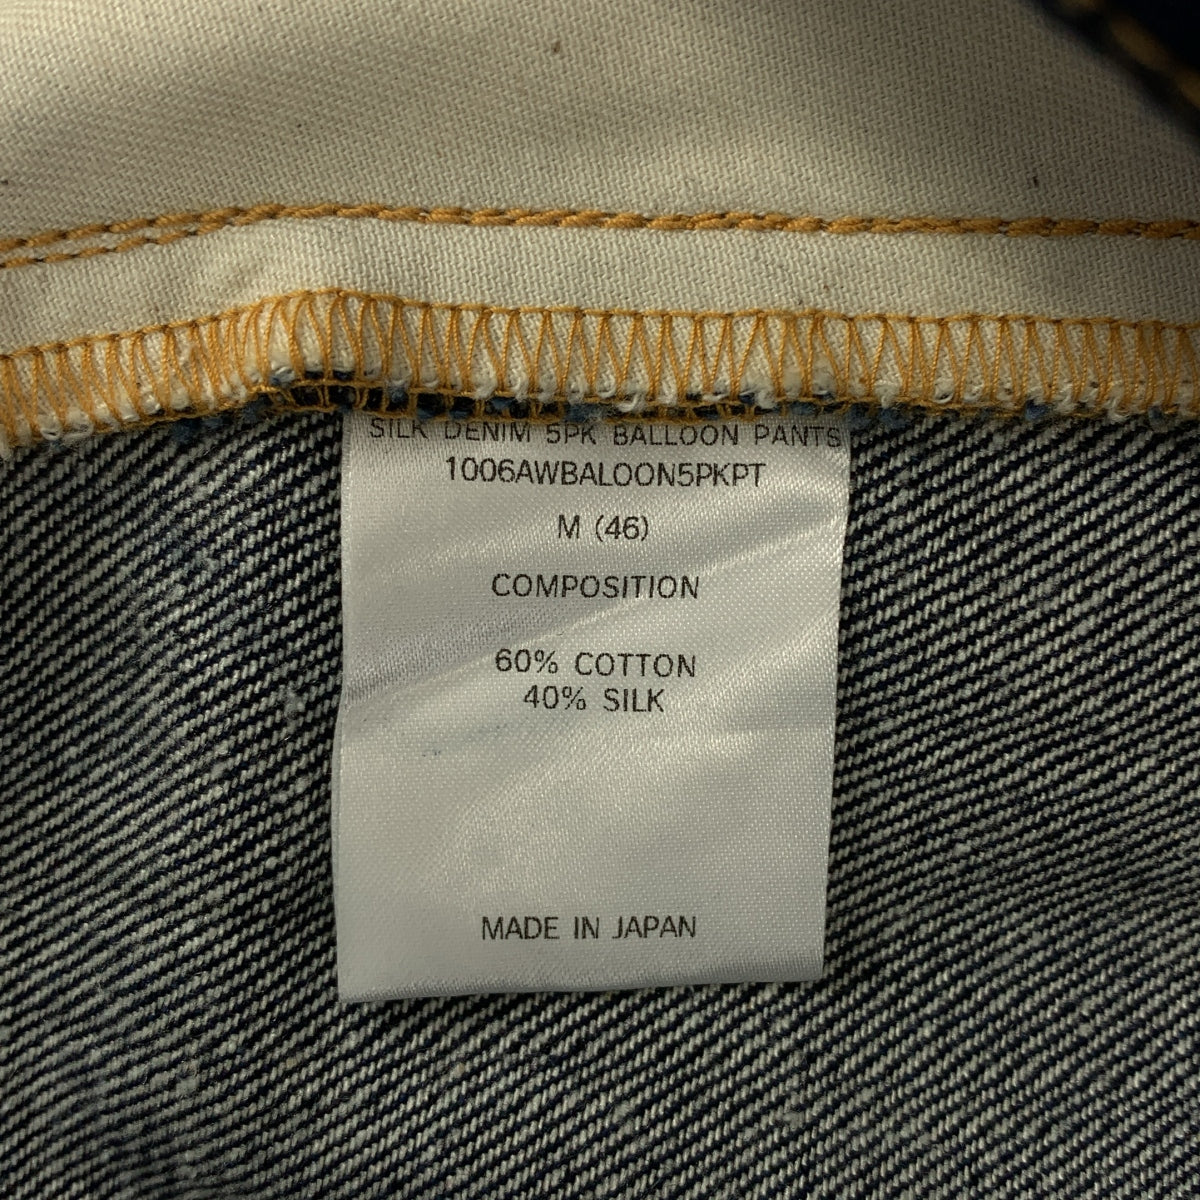 SILK DENIM 5PK BALLOON PANTS
1006AWBALOON5PKPT
M (46)
COMPOSITION
60% COTTON
40% SILK
MADE IN JAPAN